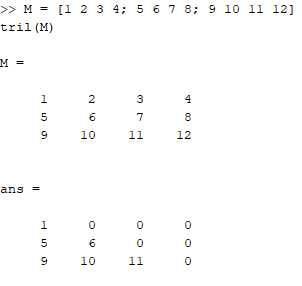 >> M = [1 2 3 4; 5 6 7 8; 9 10 11 12]
tril(M)
M =
1 2 3 4
5 6 7 8
9 10 11 12
ans =
1 0 0 0
5 6 0 0
9 10 11 0